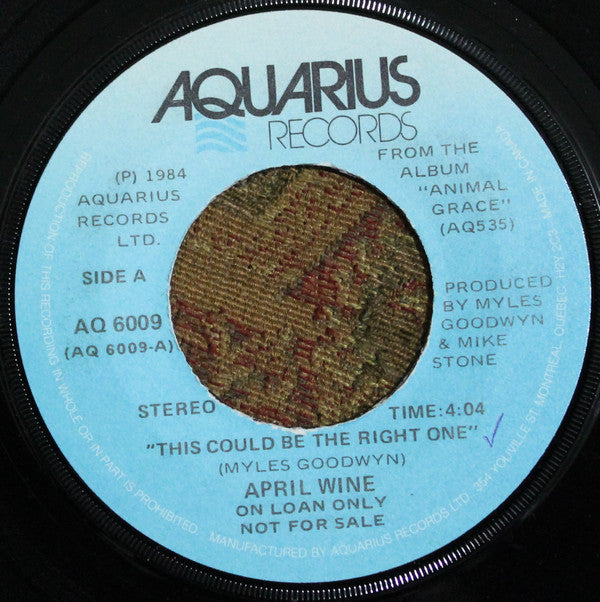 AQUARIUS
RECORDS
(P) 1984
AQUARIUS
RECORDS
LTD.
FROM THE
ALBUM
"ANIMAL
GRACE"
(AQ535)
SIDE A
AQ 6009
(AQ 6009-A)
PRODUCED
BY MYLES
GOODWYN
& MIKE
STONE
STEREO
TIME:4:04
"THIS COULD BE THE RIGHT ONE"
(MYLES GOODWYN)
APRIL WINE
ON LOAN ONLY
NOT FOR SALE
REPRODUCTION OF THIS RECORDING IN WHOLE OR IN PART IS PROHIBITED. MANUFACTURED BY AQUARIUS RECORDS LTD. 354 YOUVILLE ST. MONTREAL, QUEBEC H2Y 2C3 MADE IN CANADA